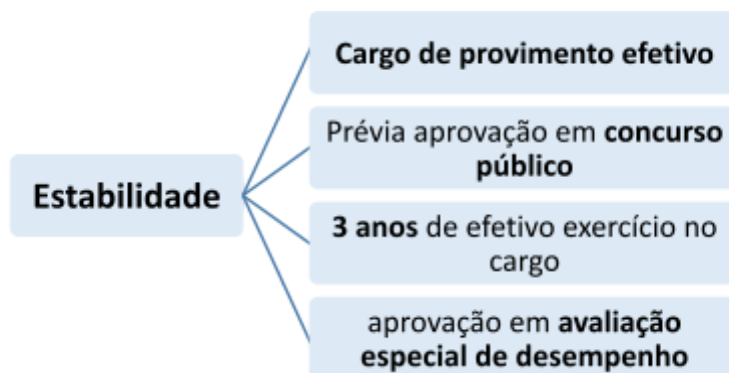 Estabilidade
Cargo de provimento efetivo
Prévia aprovação em concurso
público
3 anos de efetivo exercício no
cargo
aprovação em avaliação
especial de desempenho